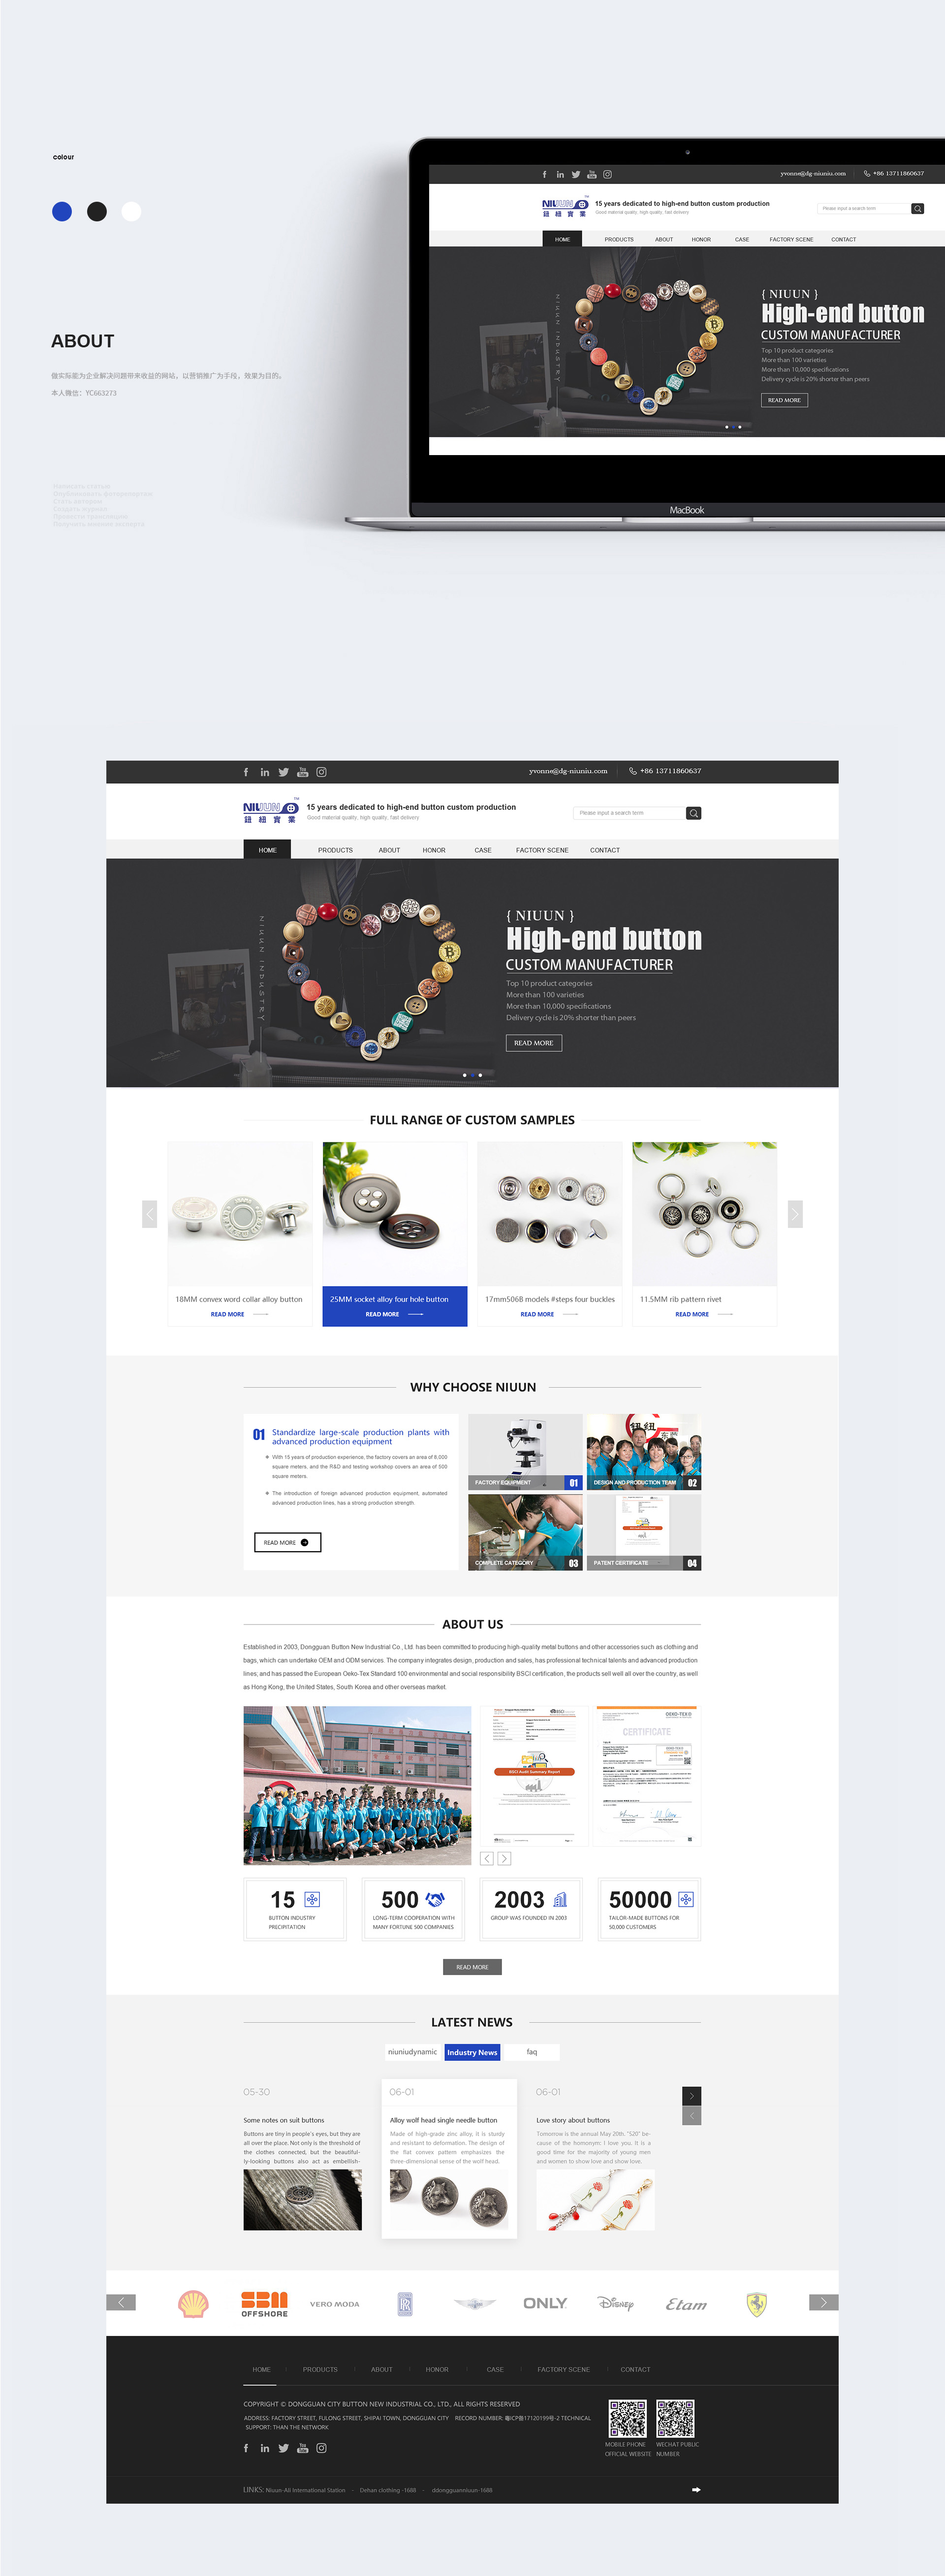 colour
ABOUT
做实际能为企业解决问题带来收益的网站，以营销推广为手段，效果为目的。
本人微信：YC663273
yvonne@dg-niuniu.com
+86 13711860637
NIUUN
鈕紐實業
15 years dedicated to high-end button custom production
Good material quality, high quality, fast delivery
Please input a search term
HOME PRODUCTS ABOUT HONOR CASE FACTORY SCENE CONTACT
NIUUN INDUSTRY
{ NIUUN }
High-end button
CUSTOM MANUFACTURER
Top 10 product categories
More than 100 varieties
More than 10,000 specifications
Delivery cycle is 20% shorter than peers
READ MORE
MacBook
yvonne@dg-niuniu.com
+86 13711860637
NIUUN
鈕紐實業
15 years dedicated to high-end button custom production
Good material quality, high quality, fast delivery
Please input a search term
HOME PRODUCTS ABOUT HONOR CASE FACTORY SCENE CONTACT
NIUUN INDUSTRY
{ NIUUN }
High-end button
CUSTOM MANUFACTURER
Top 10 product categories
More than 100 varieties
More than 10,000 specifications
Delivery cycle is 20% shorter than peers
READ MORE
FULL RANGE OF CUSTOM SAMPLES
18MM convex word collar alloy button
READ MORE
25MM socket alloy four hole button
READ MORE
17mm506B models #steps four buckles
READ MORE
11.5MM rib pattern rivet
READ MORE
WHY CHOOSE NIUUN
01
Standardize large-scale production plants with
advanced production equipment
With 15 years of production experience, the factory covers an area of 8,000
square meters, and the R&D and testing workshop covers an area of 500
square meters.
The introduction of foreign advanced production equipment, automated
advanced production lines, has a strong production strength.
READ MORE
FACTORY EQUIPMENT 01
DESIGN AND PRODUCTION TEAM 02
COMPLETE CATEGORY 03
PATENT CERTIFICATE 04
ABOUT US
Established in 2003, Dongguan Button New Industrial Co., Ltd. has been committed to producing high-quality metal buttons and other accessories such as clothing and
bags, which can undertake OEM and ODM services. The company integrates design, production and sales, has professional technical talents and advanced production
lines; and has passed the European Oeko-Tex Standard 100 environmental and social responsibility BSCI certification, the products sell well all over the country, as well
as Hong Kong, the United States, South Korea and other overseas market.
BSCI Audit Summary Report
OEKO-TEX
CERTIFICATE
15
BUTTON INDUSTRY
PRECIPITATION
500
LONG-TERM COOPERATION WITH
MANY FORTUNE 500 COMPANIES
2003
GROUP WAS FOUNDED IN 2003
50000
TAILOR-MADE BUTTONS FOR
50,000 CUSTOMERS
READ MORE
LATEST NEWS
niuniudynamic Industry News faq
05-30
Some notes on suit buttons
Buttons are tiny in people's eyes, but they are
all over the place. Not only is the threshold of
the clothes connected, but the beautiful-
ly-looking buttons also act as embellish-
06-01
Alloy wolf head single needle button
Made of high-grade zinc alloy, it is sturdy
and resistant to deformation. The design of
the flat convex pattern emphasizes the
three-dimensional sense of the wolf head.
06-01
Love story about buttons
Tomorrow is the annual May 20th, "520" be-
cause of the homonym: I love you. It is a
good time for the majority of young men
and women to show love and show love.
SBM
OFFSHORE
VERO MODA
ONLY
Disney
Etam
HOME PRODUCTS ABOUT HONOR CASE FACTORY SCENE CONTACT
COPYRIGHT © DONGGUAN CITY BUTTON NEW INDUSTRIAL CO., LTD., ALL RIGHTS RESERVED
ADDRESS: FACTORY STREET, FULONG STREET, SHIPAI TOWN, DONGGUAN CITY RECORD NUMBER: 粤ICP备17120199号-2 TECHNICAL
SUPPORT: THAN THE NETWORK
MOBILE PHONE
OFFICIAL WEBSITE
WECHAT PUBLIC
NUMBER
LINKS: Niuun-Ali International Station - Dehan clothing -1688 - ddongguanniuun-1688